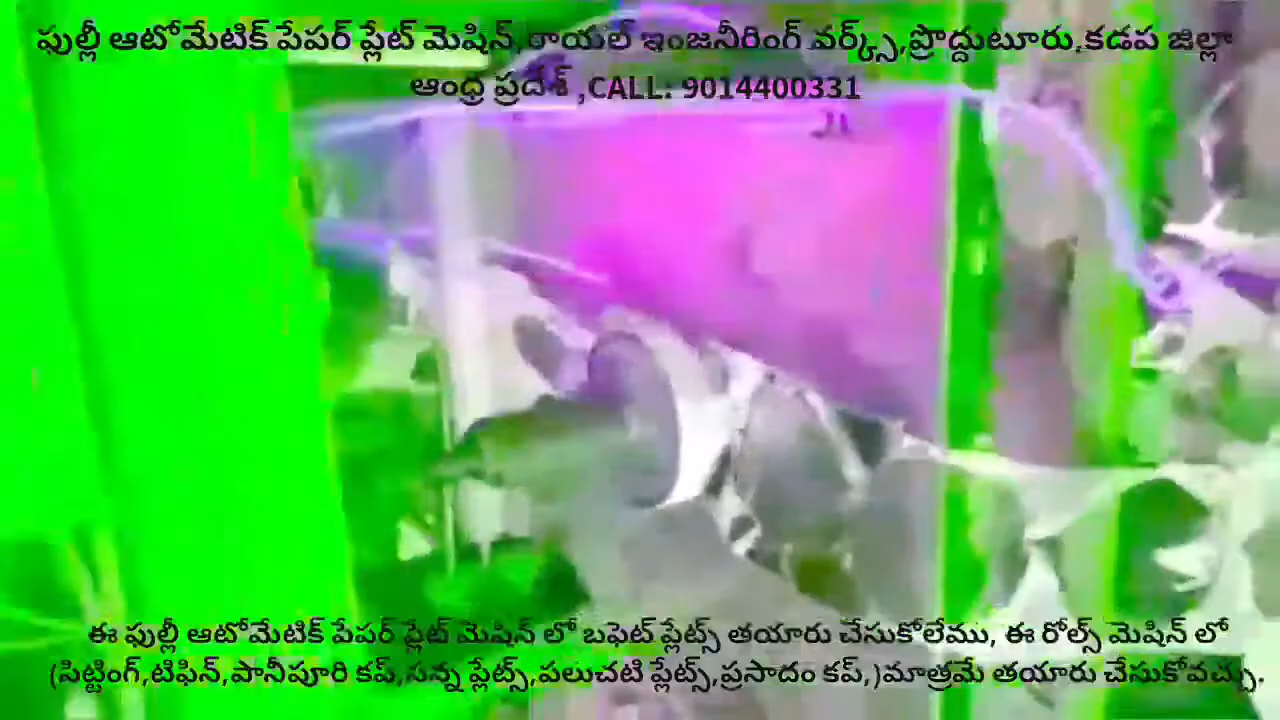 ఫుల్లీ ఆటోమేటిక్ పేపర్ ప్లేట్ మెషిన్,రాయల్ ఇంజనీరింగ్ వర్క్స్,ప్రొద్దుటూరు,కడప జిల్లా
ఆంధ్ర ప్రదేశ్ ,CALL: 9014400331
ఈ ఫుల్లీ ఆటోమేటిక్ పేపర్ ప్లేట్ మెషిన్ లో బఫెట్ ప్లేట్స్ తయారు చేసుకోలేము, ఈ రోల్స్ మెషిన్ లో
(సిట్టింగ్,టిఫిన్,పానీపూరి కప్,సన్న ప్లేట్స్,పలుచటి ప్లేట్స్,ప్రసాదం కప్,)మాత్రమే తయారు చేసుకోవచ్చు.